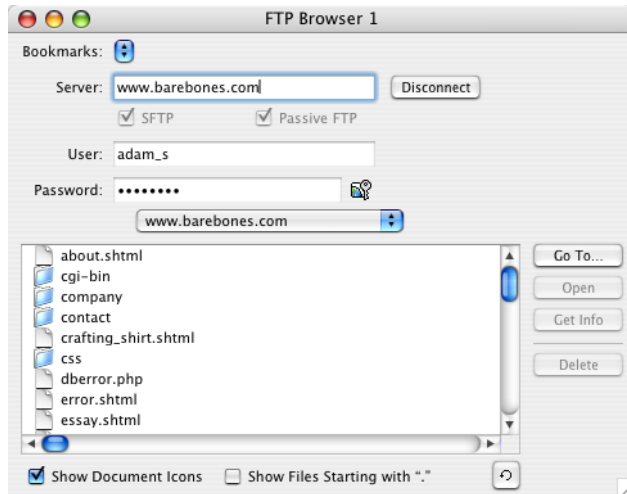 FTP Browser 1
Bookmarks:
Server: www.barebones.com Disconnect
SFTP Passive FTP
User: adam_s
Password: ••••••••
www.barebones.com
about.shtml
cgi-bin
company
contact
crafting_shirt.shtml
css
dberror.php
error.shtml
essay.shtml
Go To...
Open
Get Info
Delete
Show Document Icons Show Files Starting with “.”